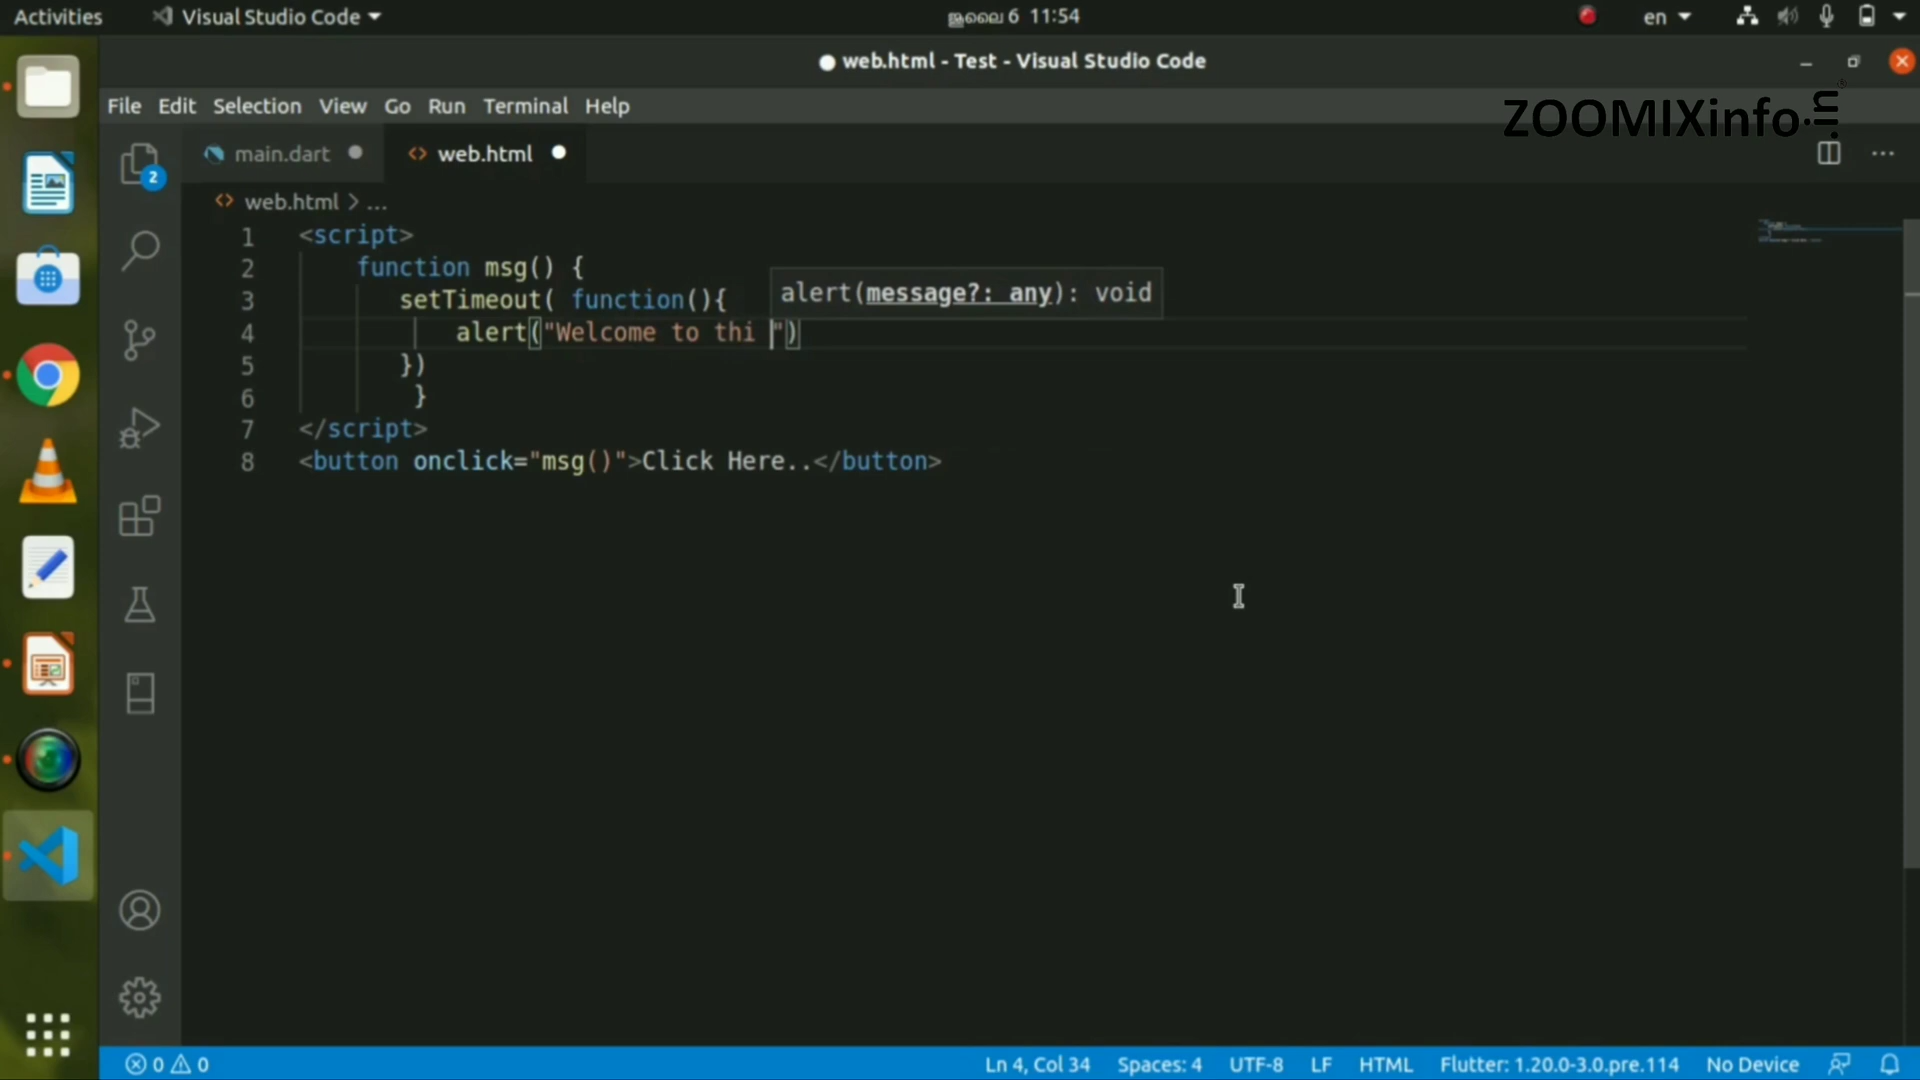 Activities Visual Studio Code ജൂലൈ 6 11:54 en
web.html - Test - Visual Studio Code
File Edit Selection View Go Run Terminal Help
ZOOMIXinfo.in
2 main.dart web.html
web.html > ...
1 <script>
2 function msg() {
3 setTimeout( function(){
alert(message?: any): void
4 alert("Welcome to thi ")
5 })
6 }
7 </script>
8 <button onclick="msg()">Click Here..</button>
0 0 Ln 4, Col 34 Spaces: 4 UTF-8 LF HTML Flutter: 1.20.0-3.0.pre.114 No Device